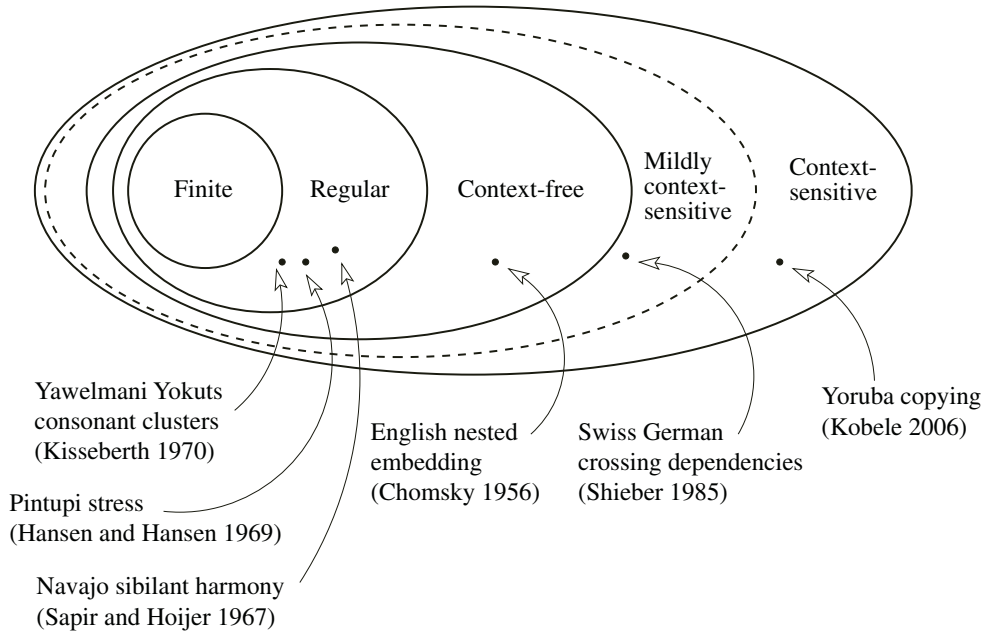 Finite
Regular
Context-free
Mildly
context-
sensitive
Context-
sensitive
Yawelmani Yokuts
consonant clusters
(Kisseberth 1970)
Pintupi stress
(Hansen and Hansen 1969)
Navajo sibilant harmony
(Sapir and Hoijer 1967)
English nested
embedding
(Chomsky 1956)
Swiss German
crossing dependencies
(Shieber 1985)
Yoruba copying
(Kobele 2006)